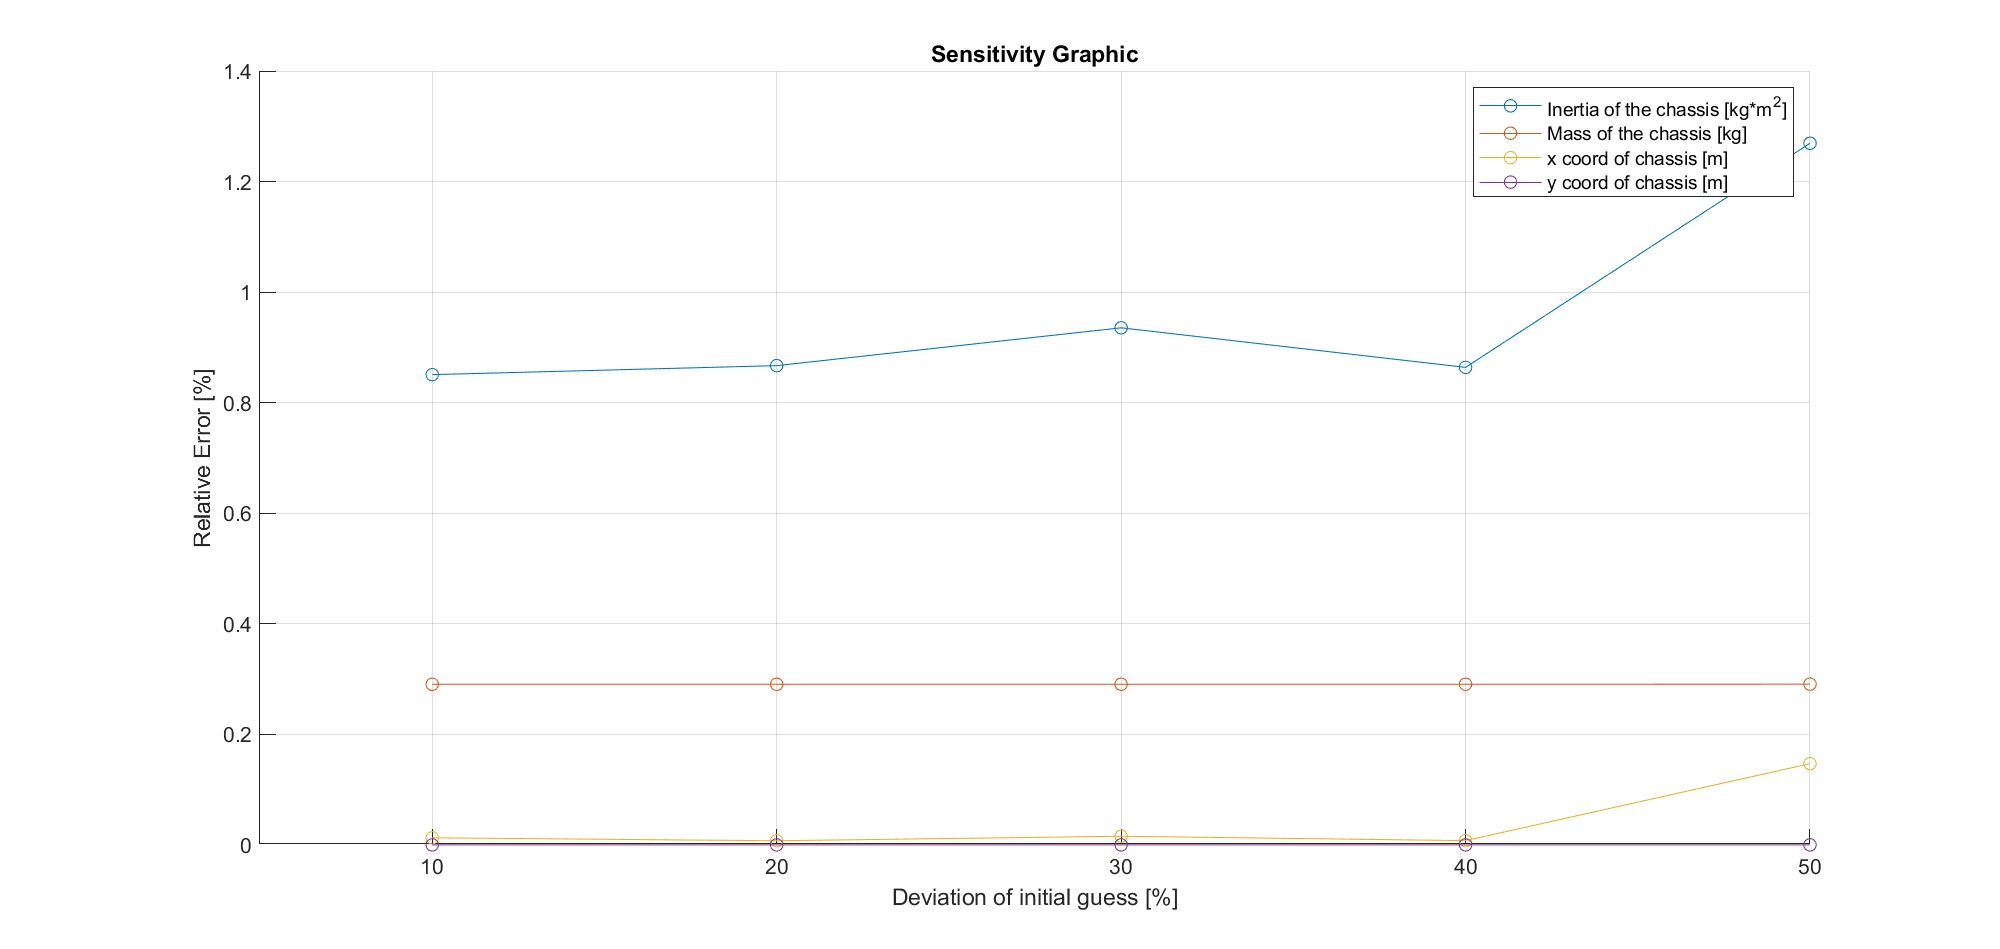 Sensitivity Graphic
1.4
1.2
1
0.8
0.6
0.4
0.2
0
Relative Error [%]
Inertia of the chassis [kg*m²]
Mass of the chassis [kg]
x coord of chassis [m]
y coord of chassis [m]
10 20 30 40 50
Deviation of initial guess [%]